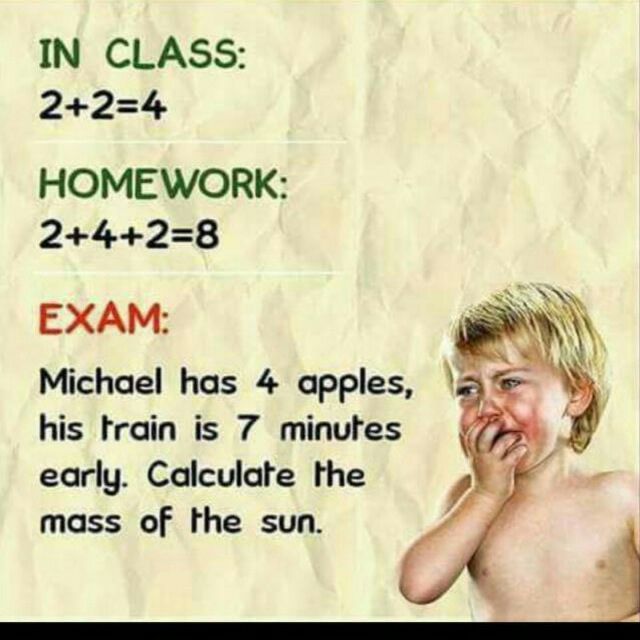 IN CLASS:
2+2=4
HOMEWORK:
2+4+2=8
EXAM:
Michael has 4 apples,
his train is 7 minutes
early. Calculate the
mass of the sun.